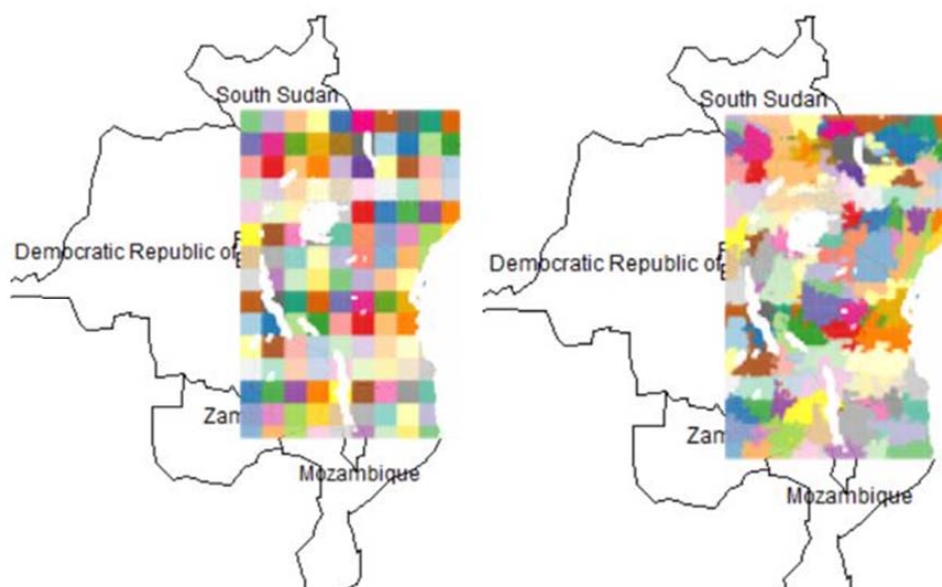 South Sudan
South Sudan
Democratic Republic of
Democratic Republic of
Zam
Zam
Mozambique
Mozambique